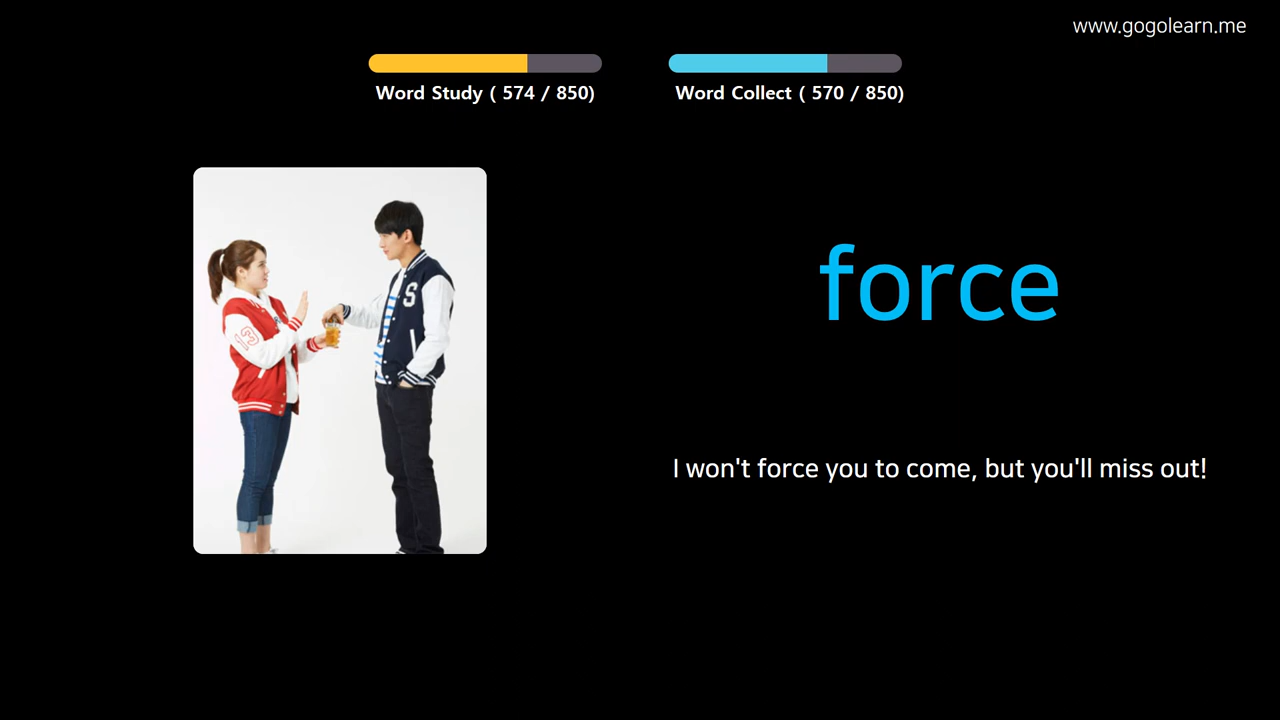 www.gogolearn.me
Word Study ( 574 / 850)
Word Collect ( 570 / 850)
S
13
force
I won't force you to come, but you'll miss out!